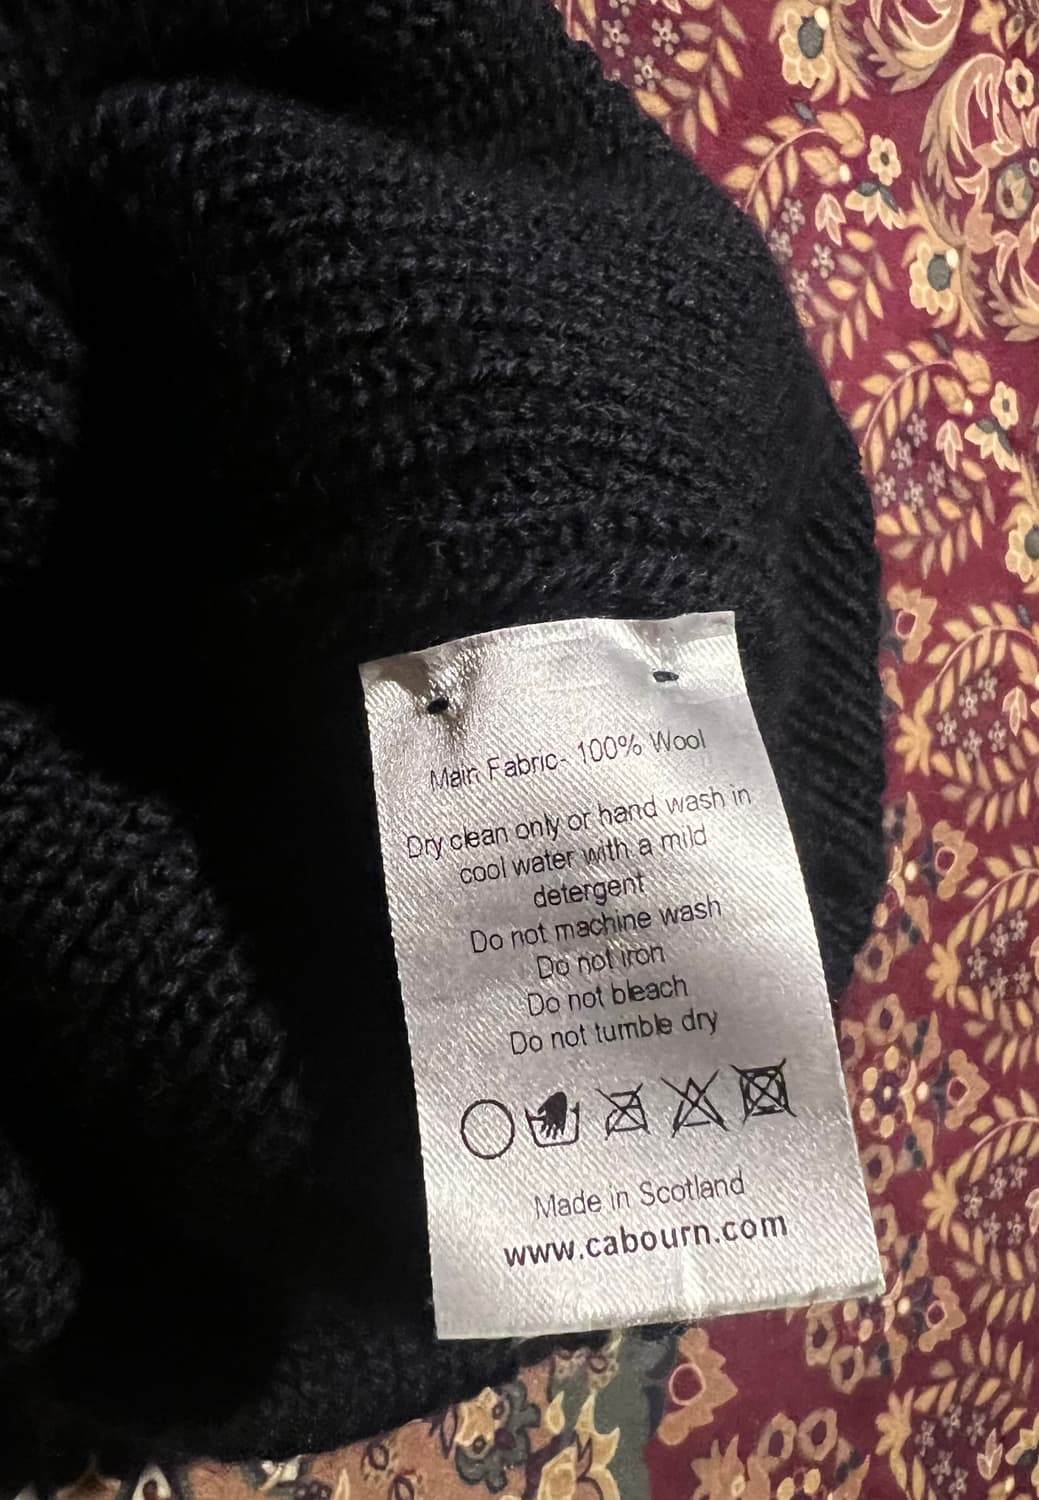 Main Fabric- 100% Wool
Dry clean only or hand wash in
cool water with a mild
detergent
Do not machine wash
Do not iron
Do not bleach
Do not tumble dry
Made in Scotland
www.cabourn.com